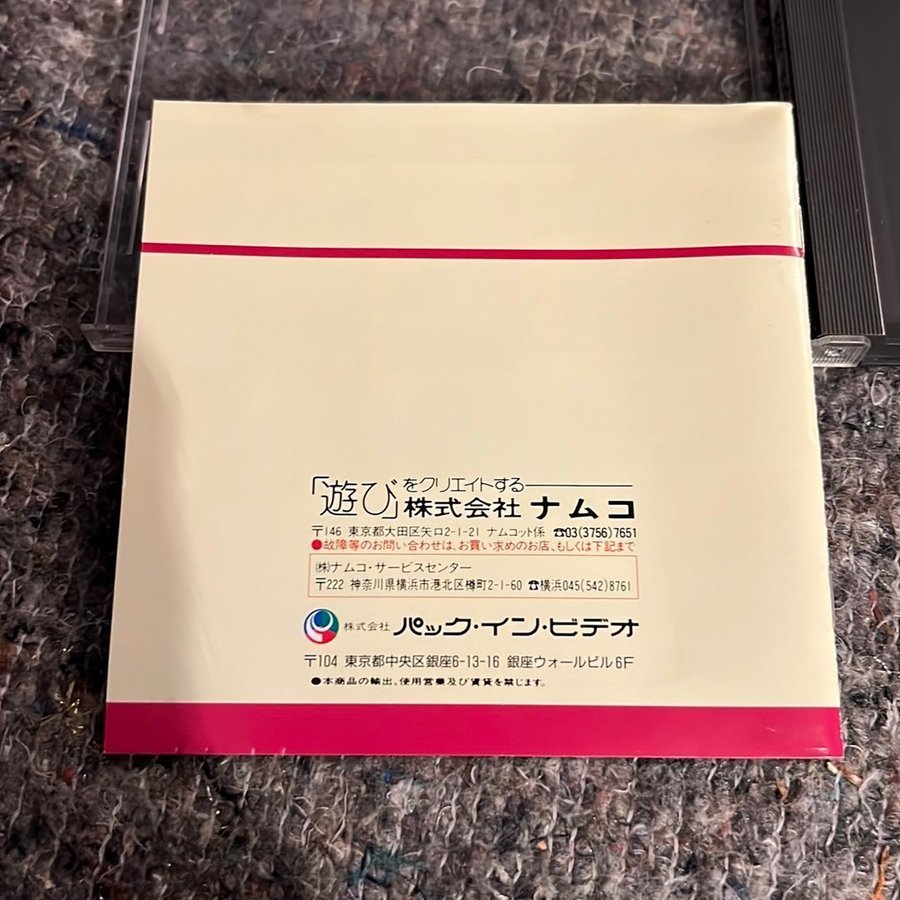 「遊び」をクリエイトする
株式会社 ナムコ
〒146 東京都大田区矢口2-1-21 ナムコット係 ☎03(3756)7651
●故障等のお問い合わせは、お買い求めのお店、もしくは下記まで
㈱ナムコ・サービスセンター
〒222 神奈川県横浜市港北区樽町2-1-60 ☎横浜045(542)8761
株式会社 パック・イン・ビデオ
〒104 東京都中央区銀座6-13-16 銀座ウォールビル6F
●本商品の輸出、使用営業及び賃貸を禁じます。